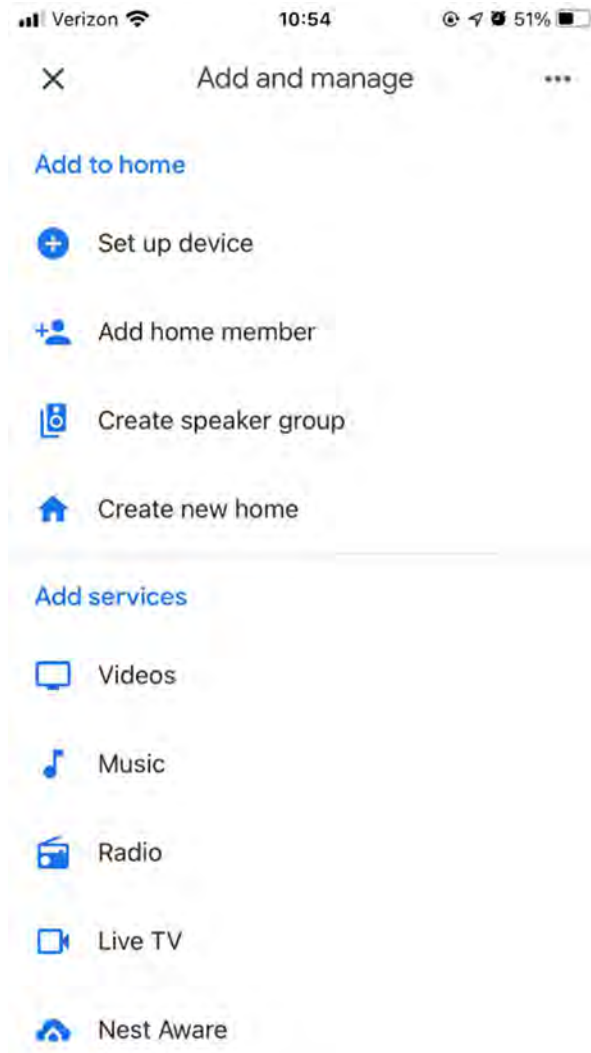 Verizon 10:54 51%
Add and manage
Add to home
Set up device
Add home member
Create speaker group
Create new home
Add services
Videos
Music
Radio
Live TV
Nest Aware